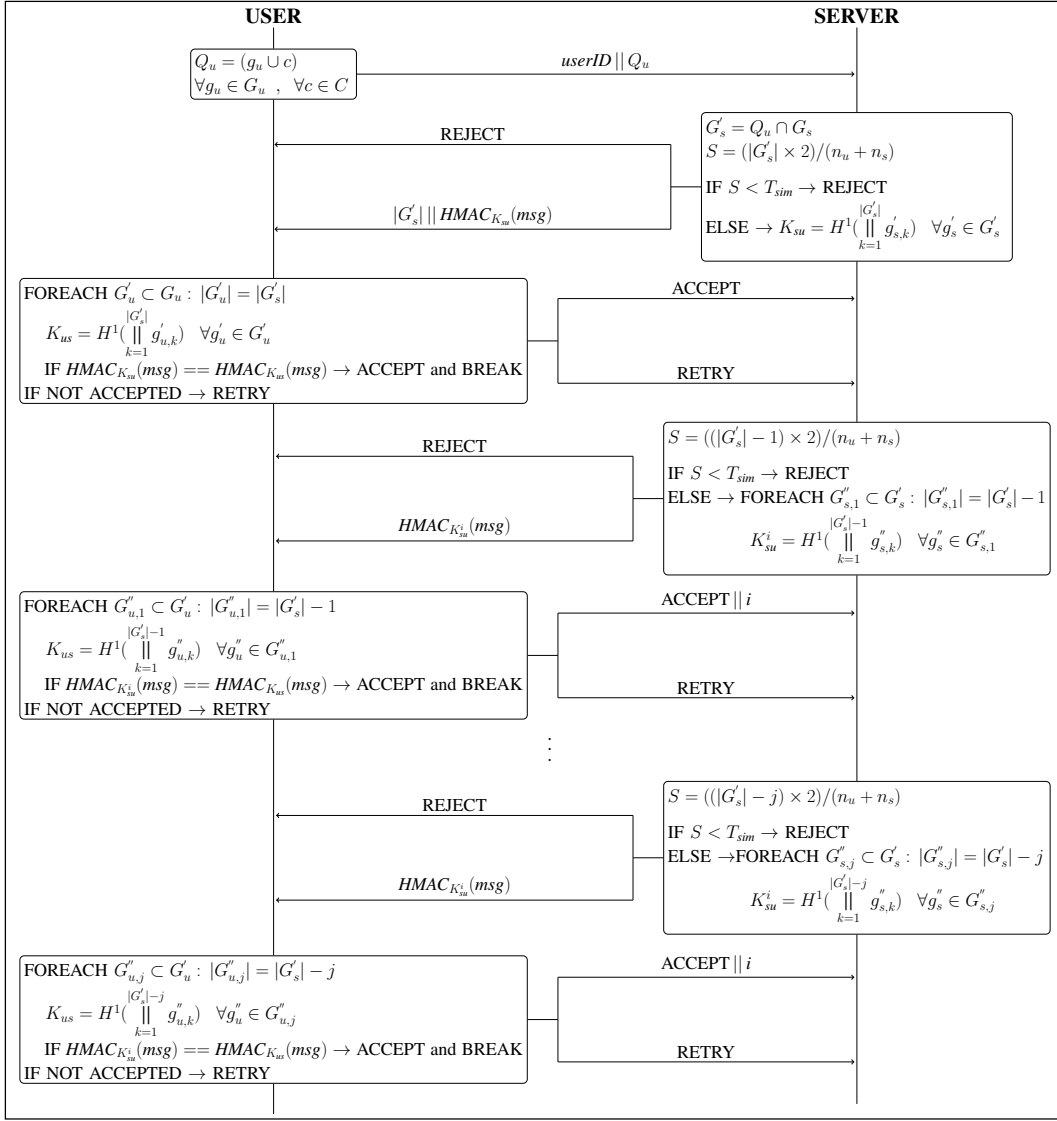 USER
SERVER
Q_u = (g_u ∪ c)
∀g_u ∈ G_u , ∀c ∈ C
userID || Q_u
G'_s = Q_u ∩ G_s
S = (|G'_s| × 2)/(n_u + n_s)
IF S < T_sim → REJECT
ELSE → K_su = H^1(||_{k=1}^{|G'_s|} g'_{s,k}) ∀g'_s ∈ G'_s
REJECT
|G'_s| || HMAC_{K_su}(msg)
FOREACH G'_u ⊂ G_u : |G'_u| = |G'_s|
K_us = H^1(||_{k=1}^{|G'_s|} g'_{u,k}) ∀g'_u ∈ G'_u
IF HMAC_{K_su}(msg) == HMAC_{K_us}(msg) → ACCEPT and BREAK
IF NOT ACCEPTED → RETRY
ACCEPT
RETRY
S = ((|G'_s| − 1) × 2)/(n_u + n_s)
IF S < T_sim → REJECT
ELSE → FOREACH G''_{s,1} ⊂ G'_s : |G''_{s,1}| = |G'_s| − 1
K^i_su = H^1(||_{k=1}^{|G'_s|−1} g''_{s,k}) ∀g''_s ∈ G''_{s,1}
REJECT
HMAC_{K^i_su}(msg)
FOREACH G''_{u,1} ⊂ G'_u : |G''_{u,1}| = |G'_s| − 1
K_us = H^1(||_{k=1}^{|G'_s|−1} g''_{u,k}) ∀g''_u ∈ G''_{u,1}
IF HMAC_{K^i_su}(msg) == HMAC_{K_us}(msg) → ACCEPT and BREAK
IF NOT ACCEPTED → RETRY
ACCEPT || i
RETRY
⋮
S = ((|G'_s| − j) × 2)/(n_u + n_s)
IF S < T_sim → REJECT
ELSE →FOREACH G''_{s,j} ⊂ G'_s : |G''_{s,j}| = |G'_s| − j
K^i_su = H^1(||_{k=1}^{|G'_s|−j} g''_{s,k}) ∀g''_s ∈ G''_{s,j}
REJECT
HMAC_{K^i_su}(msg)
FOREACH G''_{u,j} ⊂ G'_u : |G''_{u,j}| = |G'_s| − j
K_us = H^1(||_{k=1}^{|G'_s|−j} g''_{u,k}) ∀g''_u ∈ G''_{u,j}
IF HMAC_{K^i_su}(msg) == HMAC_{K_us}(msg) → ACCEPT and BREAK
IF NOT ACCEPTED → RETRY
ACCEPT || i
RETRY